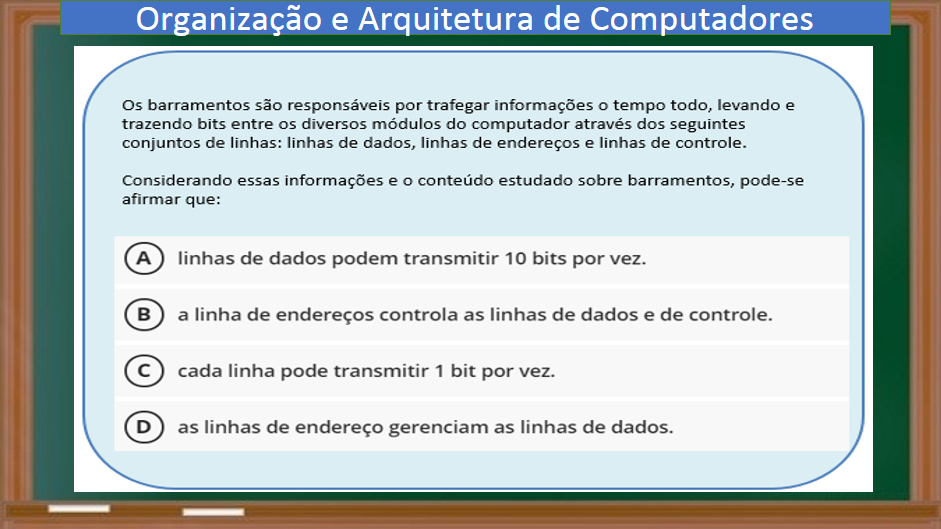 Organização e Arquitetura de Computadores
Os barramentos são responsáveis por trafegar informações o tempo todo, levando e
trazendo bits entre os diversos módulos do computador através dos seguintes
conjuntos de linhas: linhas de dados, linhas de endereços e linhas de controle.
Considerando essas informações e o conteúdo estudado sobre barramentos, pode-se
afirmar que:
A linhas de dados podem transmitir 10 bits por vez.
B a linha de endereços controla as linhas de dados e de controle.
C cada linha pode transmitir 1 bit por vez.
D as linhas de endereço gerenciam as linhas de dados.